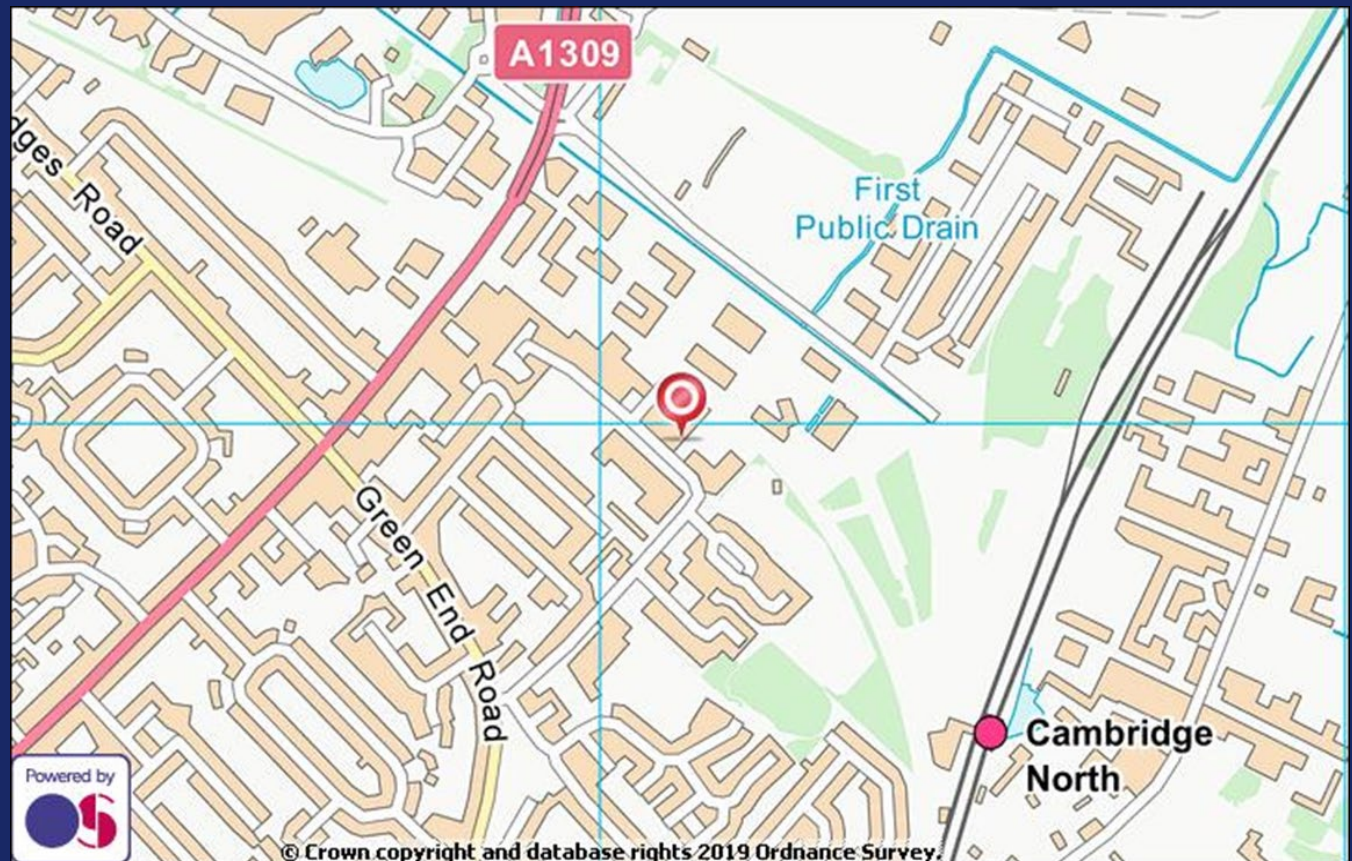 A1309
dges Road
First
Public Drain
Green End Road
Cambridge
North
Powered by
OS
© Crown copyright and database rights 2019 Ordnance Survey.